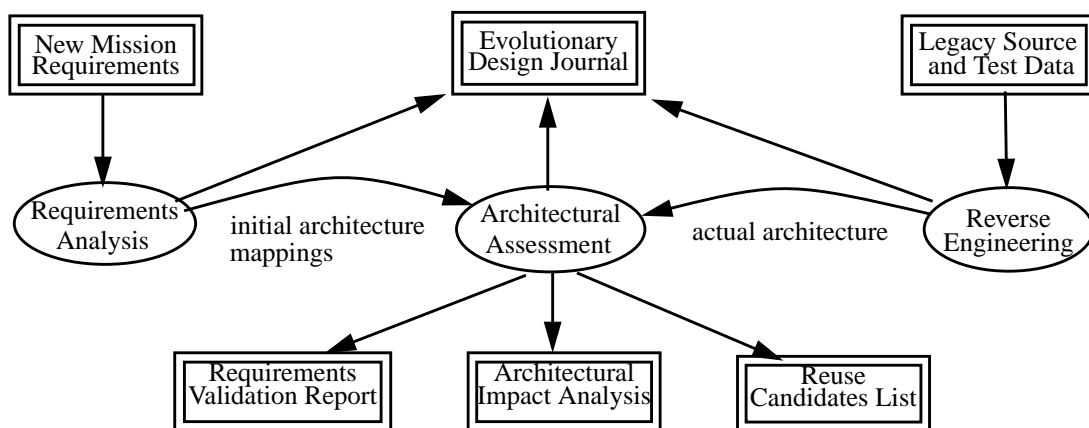 New Mission
Requirements
Evolutionary
Design Journal
Legacy Source
and Test Data
Requirements
Analysis
initial architecture
mappings
Architectural
Assessment
actual architecture
Reverse
Engineering
Requirements
Validation Report
Architectural
Impact Analysis
Reuse
Candidates List